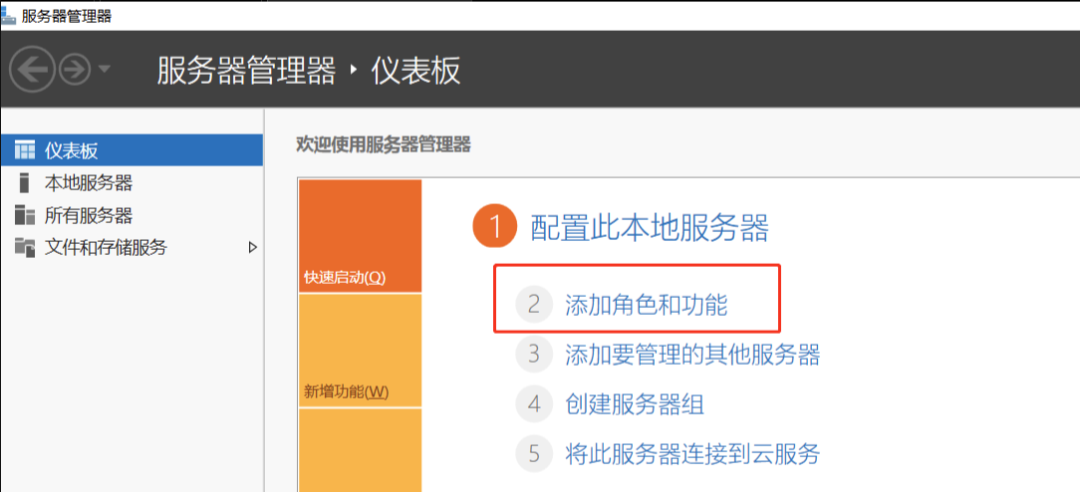 服务器管理器
服务器管理器 ‣ 仪表板
仪表板
本地服务器
所有服务器
文件和存储服务
欢迎使用服务器管理器
快速启动(Q)
新增功能(W)
1 配置此本地服务器
2 添加角色和功能
3 添加要管理的其他服务器
4 创建服务器组
5 将此服务器连接到云服务